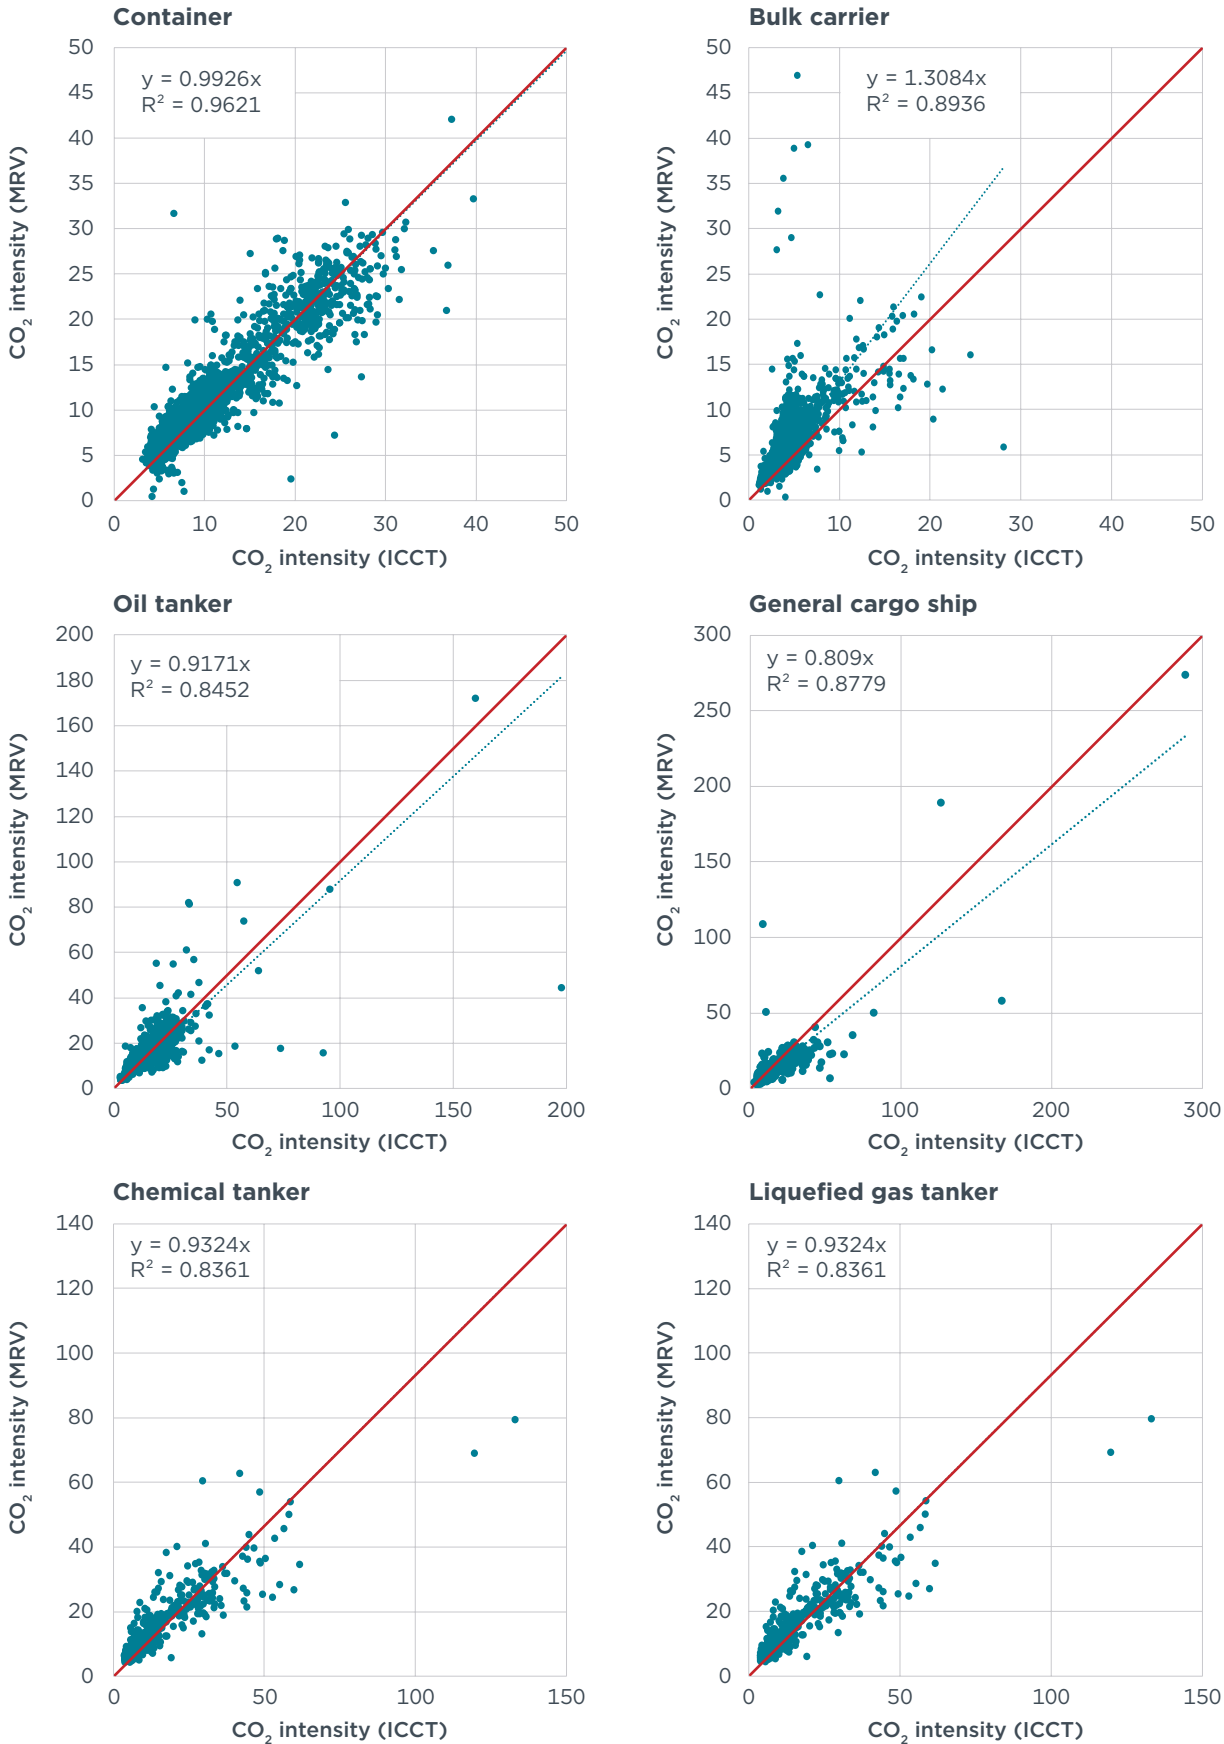 Container
50
45
40
35
30
25
20
15
10
5
0
y = 0.9926x
R² = 0.9621
CO₂ intensity (MRV)
0 10 20 30 40 50
CO₂ intensity (ICCT)
Bulk carrier
50
45
40
35
30
25
20
15
10
5
0
y = 1.3084x
R² = 0.8936
CO₂ intensity (MRV)
0 10 20 30 40 50
CO₂ intensity (ICCT)
Oil tanker
200
180
160
140
120
100
80
60
40
20
0
y = 0.9171x
R² = 0.8452
CO₂ intensity (MRV)
0 50 100 150 200
CO₂ intensity (ICCT)
General cargo ship
300
250
200
150
100
50
0
y = 0.809x
R² = 0.8779
CO₂ intensity (MRV)
0 100 200 300
CO₂ intensity (ICCT)
Chemical tanker
140
120
100
80
60
40
20
0
y = 0.9324x
R² = 0.8361
CO₂ intensity (MRV)
0 50 100 150
CO₂ intensity (ICCT)
Liquefied gas tanker
140
120
100
80
60
40
20
0
y = 0.9324x
R² = 0.8361
CO₂ intensity (MRV)
0 50 100 150
CO₂ intensity (ICCT)